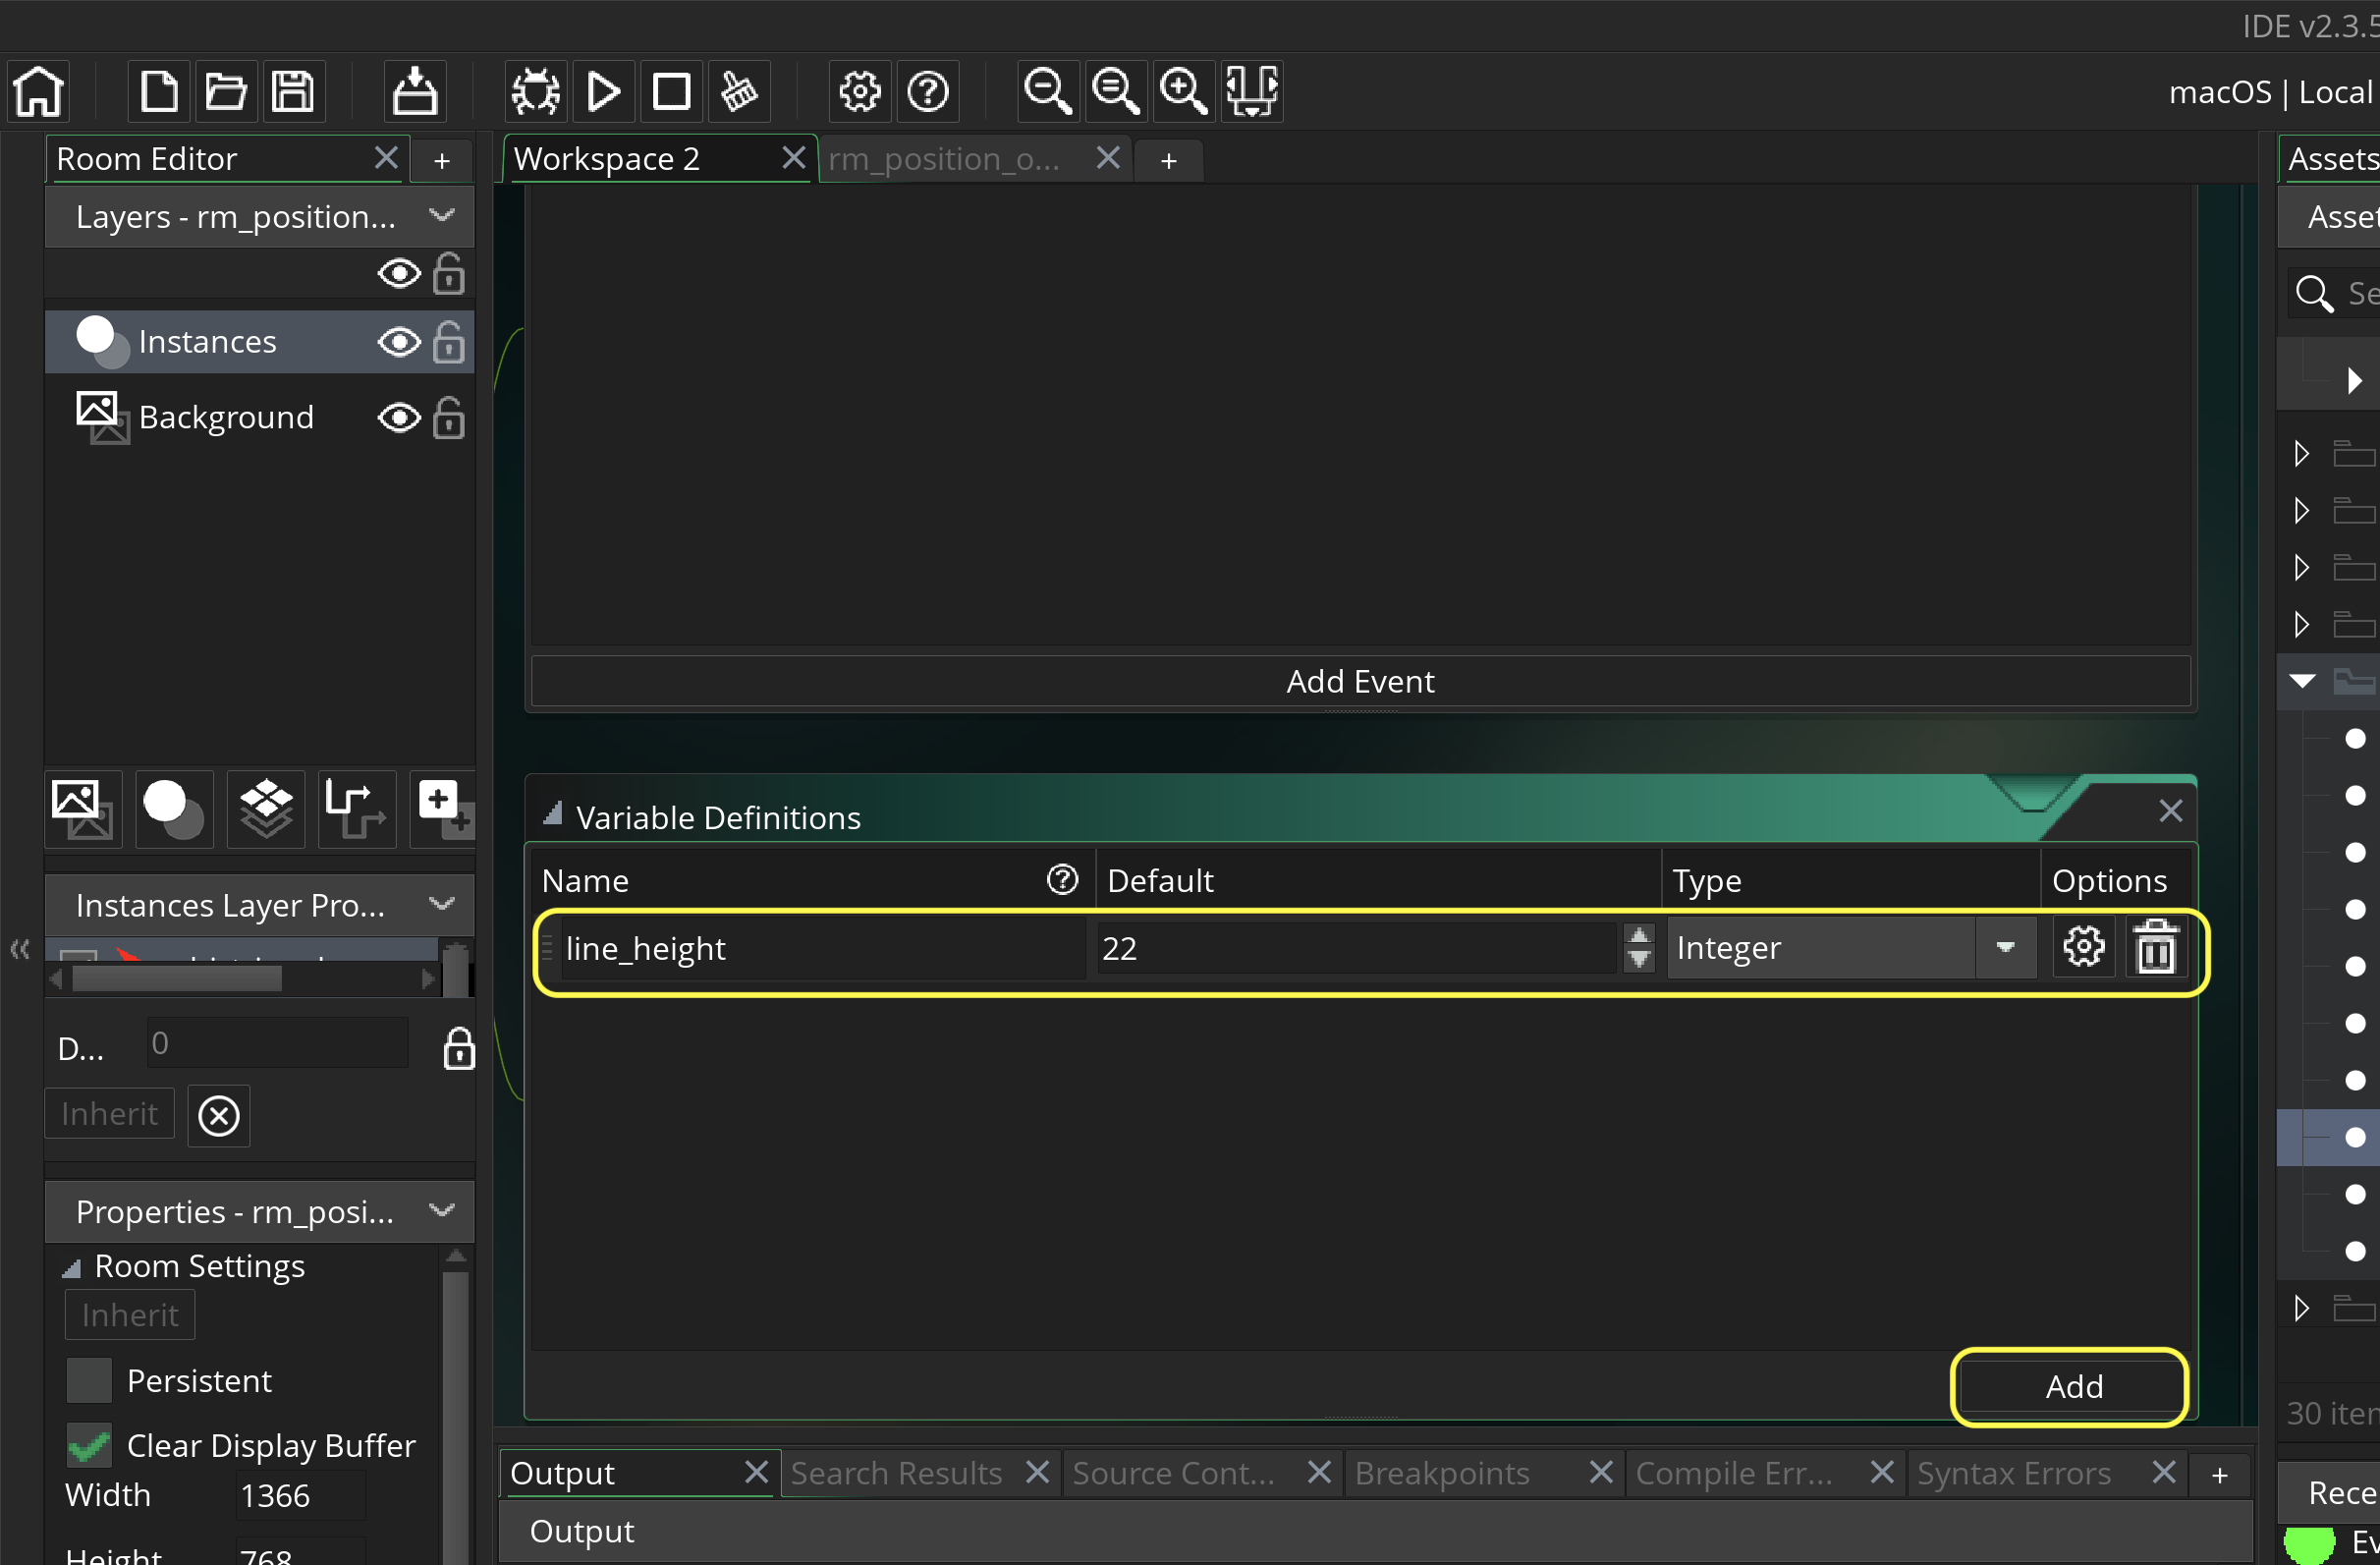 IDE v2.3.5
macOS | Local
Room Editor
+
Workspace 2
rm_position_o...
+
Assets
Layers - rm_position...
Asset
Se
Instances
Background
Add Event
Variable Definitions
Name
Default
Type
Options
line_height
22
Integer
Instances Layer Pro...
D...
0
Inherit
Properties - rm_posi...
Room Settings
Inherit
Persistent
Clear Display Buffer
Width
1366
Height
768
Add
30 item
Output
Search Results
Source Cont...
Breakpoints
Compile Err...
Syntax Errors
+
Output
Rece
Ev